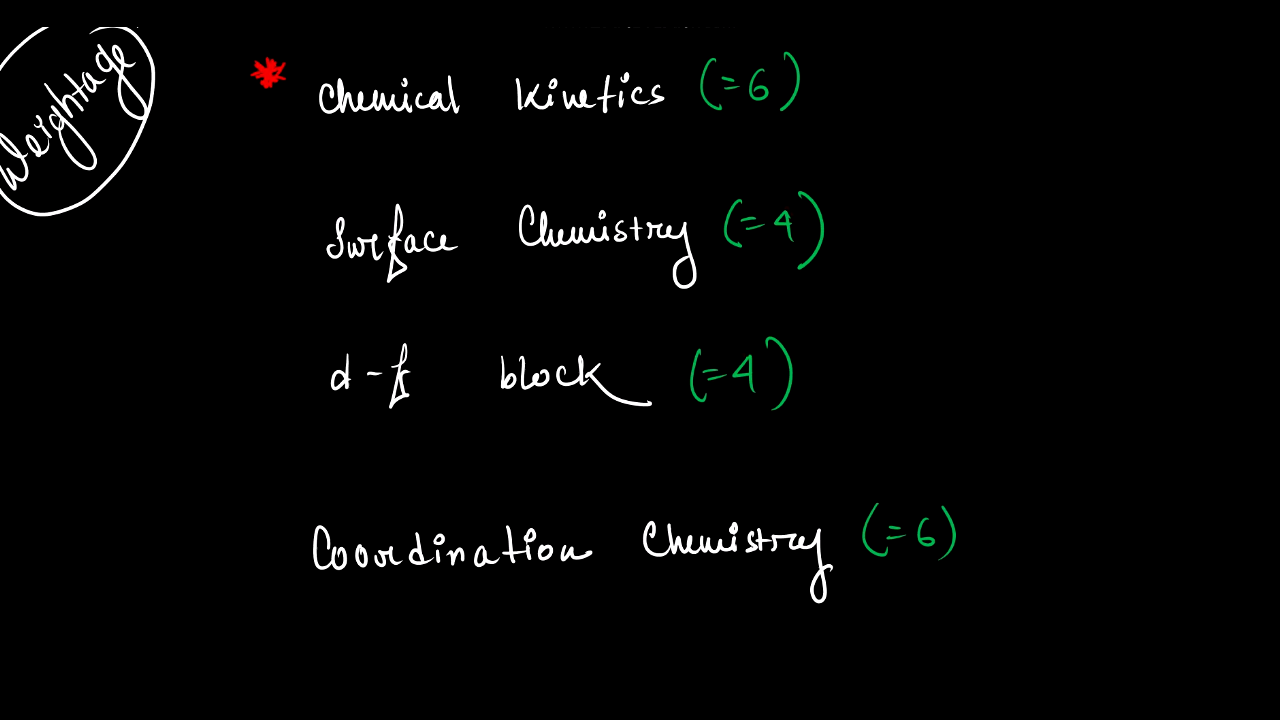 Weightage
* Chemical Kinetics (=6)
Surface Chemistry (=4)
d-f block (=4)
Coordination Chemistry (=6)